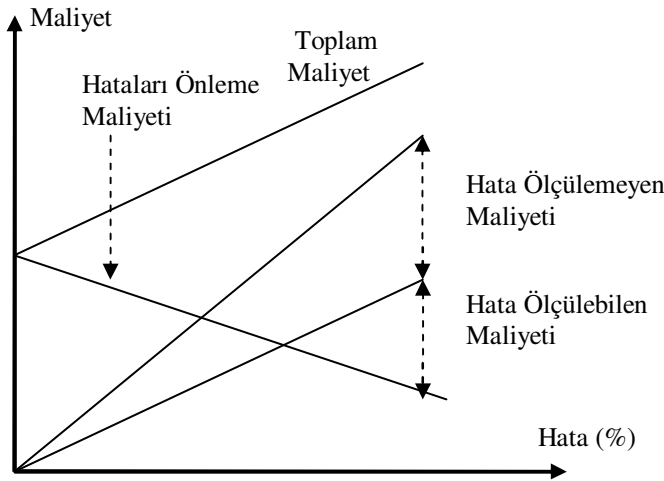 Maliyet
Toplam
Maliyet
Hataları Önleme
Maliyeti
Hata Ölçülemeyen
Maliyeti
Hata Ölçülebilen
Maliyeti
Hata (%)